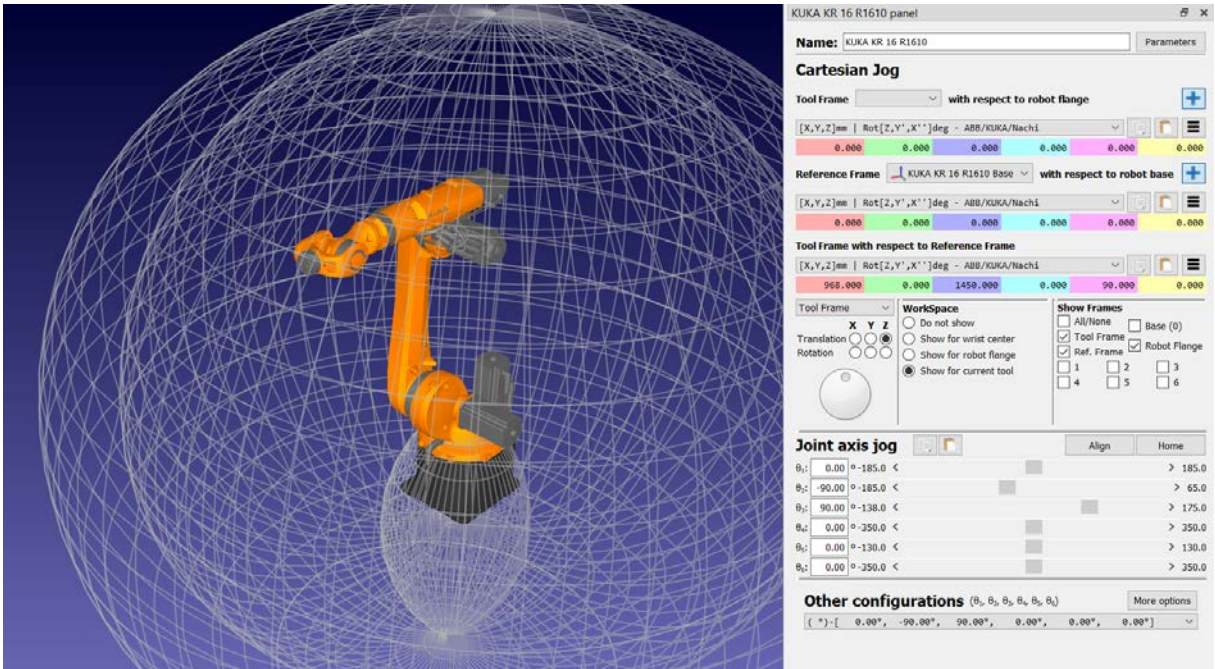 KUKA KR 16 R1610 panel
Name: KUKA KR 16 R1610 Parameters
Cartesian Jog
Tool Frame with respect to robot flange
[X,Y,Z]mm | Rot[Z,Y',X'']deg - ABB/KUKA/Nachi
0.000 0.000 0.000 0.000 0.000 0.000
Reference Frame KUKA KR 16 R1610 Base with respect to robot base
[X,Y,Z]mm | Rot[Z,Y',X'']deg - ABB/KUKA/Nachi
0.000 0.000 0.000 0.000 0.000 0.000
Tool Frame with respect to Reference Frame
[X,Y,Z]mm | Rot[Z,Y',X'']deg - ABB/KUKA/Nachi
968.000 0.000 1450.000 0.000 90.000 0.000
Tool Frame
X Y Z
Translation
Rotation
WorkSpace
Do not show
Show for wrist center
Show for robot flange
Show for current tool
Show Frames
All/None Base (0)
Tool Frame
Ref. Frame Robot Flange
1 2 3
4 5 6
Joint axis jog Align Home
θ₁: 0.00 º -185.0 < > 185.0
θ₂: -90.00 º -185.0 < > 65.0
θ₃: 90.00 º -138.0 < > 175.0
θ₄: 0.00 º -350.0 < > 350.0
θ₅: 0.00 º -130.0 < > 130.0
θ₆: 0.00 º -350.0 < > 350.0
Other configurations (θ₁, θ₂, θ₃, θ₄, θ₅, θ₆) More options
( *)-[ 0.00°, -90.00°, 90.00°, 0.00°, 0.00°, 0.00°]